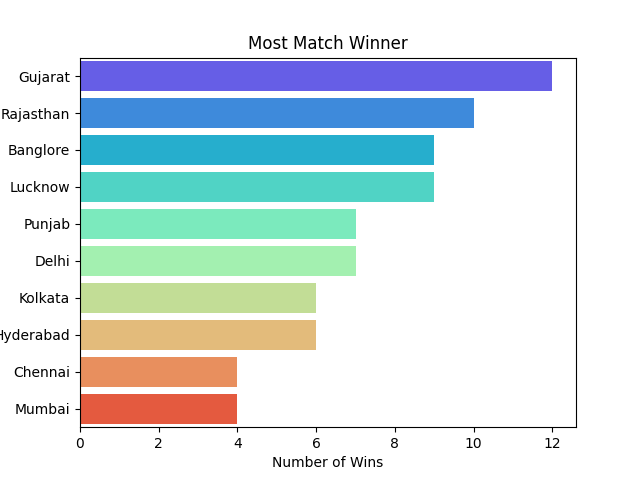 Most Match Winner
Gujarat
Rajasthan
Banglore
Lucknow
Punjab
Delhi
Kolkata
Hyderabad
Chennai
Mumbai
0 2 4 6 8 10 12
Number of Wins